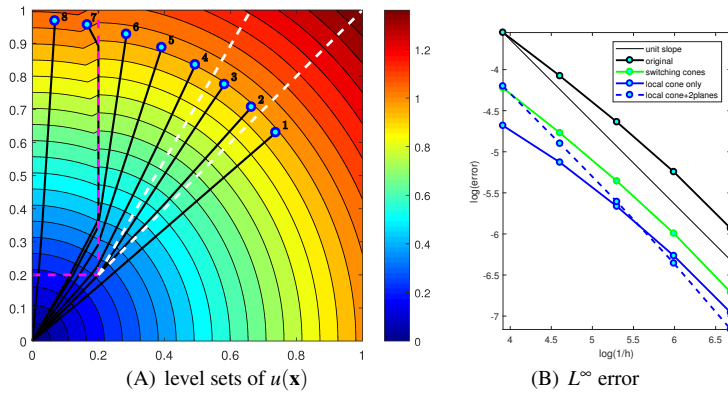 1
0.9
0.8
0.7
0.6
0.5
0.4
0.3
0.2
0.1
0
0 0.2 0.4 0.6 0.8 1
8 7 6 5 4 3 2 1
1.2
1
0.8
0.6
0.4
0.2
0
(A) level sets of u(x)
unit slope
original
switching cones
local cone only
local cone+2planes
log(error)
-4
-4.5
-5
-5.5
-6
-6.5
-7
4 4.5 5 5.5 6 6.5
log(1/h)
(B) L∞ error